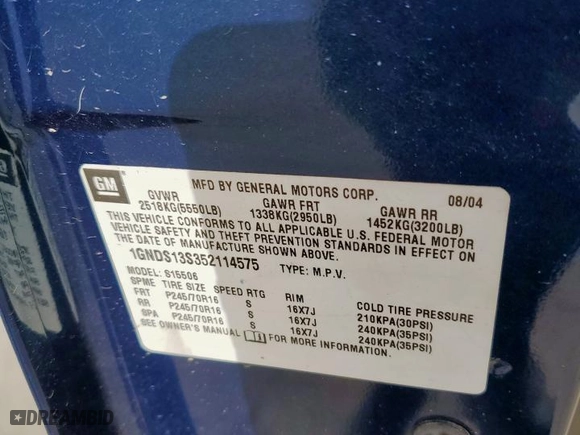 GM
MFD BY GENERAL MOTORS CORP. 08/04
GVWR GAWR FRT GAWR RR
2518KG(5550LB) 1338KG(2950LB) 1452KG(3200LB)
THIS VEHICLE CONFORMS TO ALL APPLICABLE U.S. FEDERAL MOTOR
VEHICLE SAFETY AND THEFT PREVENTION STANDARDS IN EFFECT ON
THE DATE OF MANUFACTURE SHOWN ABOVE.
1GNDS13S352114575 TYPE: M.P.V.
S15506
SPME TIRE SIZE SPEED RTG RIM COLD TIRE PRESSURE
FRT P245/70R16 S 16X7J 210KPA(30PSI)
RR P245/70R16 S 16X7J 240KPA(35PSI)
SPA P245/70R16 S 16X7J 240KPA(35PSI)
SEE OWNER'S MANUAL FOR MORE INFORMATION.
DREAMBID